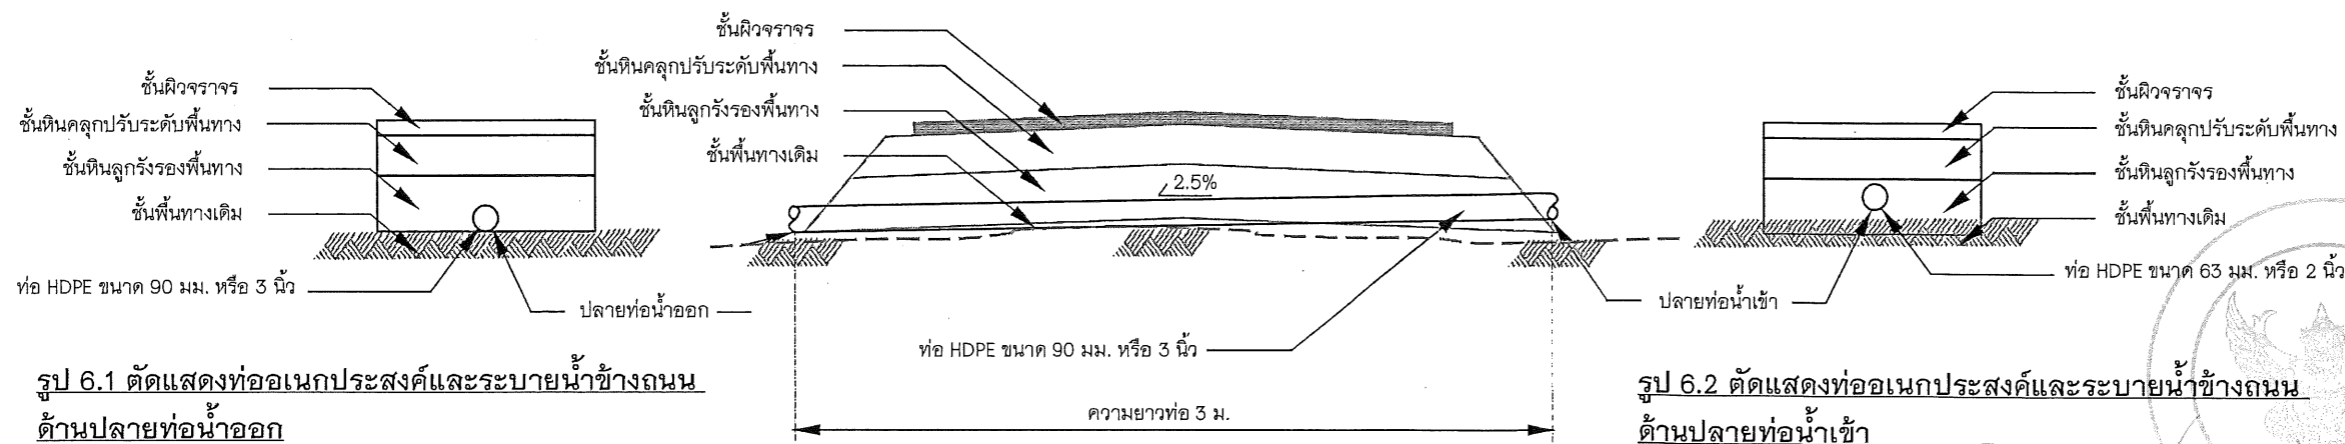 ชั้นผิวจราจร
ชั้นหินคลุกปรับระดับพื้นทาง
ชั้นหินลูกรังรองพื้นทาง
ชั้นพื้นทางเดิม
ท่อ HDPE ขนาด 90 มม. หรือ 3 นิ้ว
ปลายท่อน้ำออก
รูป 6.1 ตัดแสดงท่ออเนกประสงค์และระบายน้ำข้างถนน
ด้านปลายท่อน้ำออก
ชั้นผิวจราจร
ชั้นหินคลุกปรับระดับพื้นทาง
ชั้นหินลูกรังรองพื้นทาง
ชั้นพื้นทางเดิม
2.5%
ท่อ HDPE ขนาด 90 มม. หรือ 3 นิ้ว
ความยาวท่อ 3 ม.
ชั้นผิวจราจร
ชั้นหินคลุกปรับระดับพื้นทาง
ชั้นหินลูกรังรองพื้นทาง
ชั้นพื้นทางเดิม
ท่อ HDPE ขนาด 63 มม. หรือ 2 นิ้ว
ปลายท่อน้ำเข้า
รูป 6.2 ตัดแสดงท่ออเนกประสงค์และระบายน้ำข้างถนน
ด้านปลายท่อน้ำเข้า